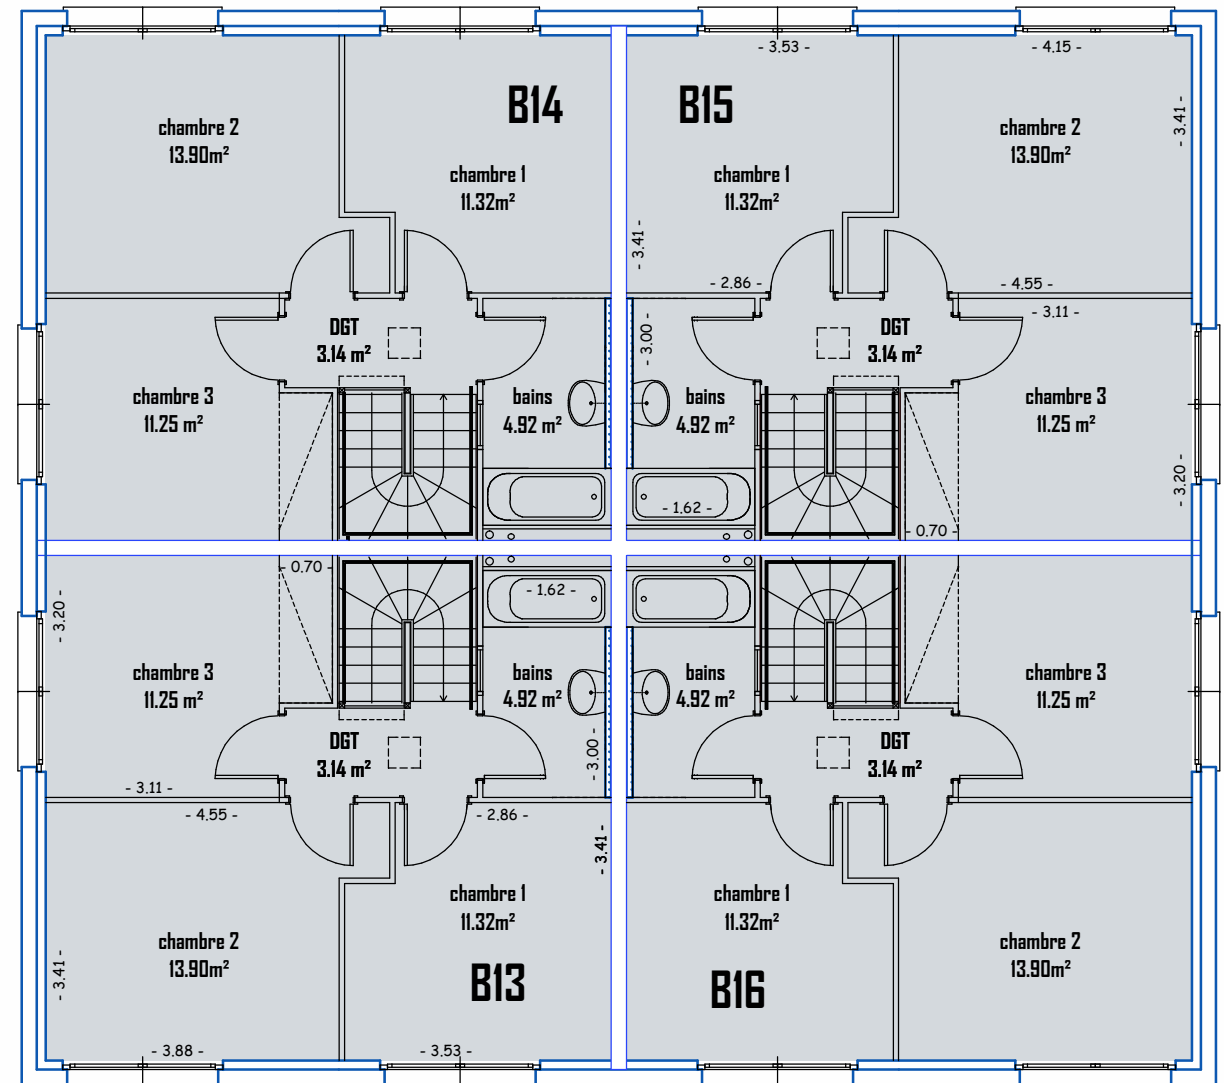 - 3.53 -
- 4.15 -
B14
B15
chambre 2
13.90m²
chambre 1
11.32m²
chambre 1
11.32m²
chambre 2
13.90m²
- 3.41 -
- 3.41 -
- 2.86 -
- 4.55 -
- 3.11 -
DGT
3.14 m²
- 3.00 -
DGT
3.14 m²
chambre 3
11.25 m²
bains
4.92 m²
bains
4.92 m²
chambre 3
11.25 m²
- 3.20 -
- 1.62 -
- 0.70 -
- 0.70 -
- 1.62 -
- 3.20 -
chambre 3
11.25 m²
bains
4.92 m²
bains
4.92 m²
chambre 3
11.25 m²
DGT
3.14 m²
- 3.00 -
DGT
3.14 m²
- 3.11 -
- 4.55 -
- 2.86 -
- 3.41 -
chambre 1
11.32m²
chambre 1
11.32m²
chambre 2
13.90m²
chambre 2
13.90m²
- 3.41 -
B13
B16
- 3.88 -
- 3.53 -